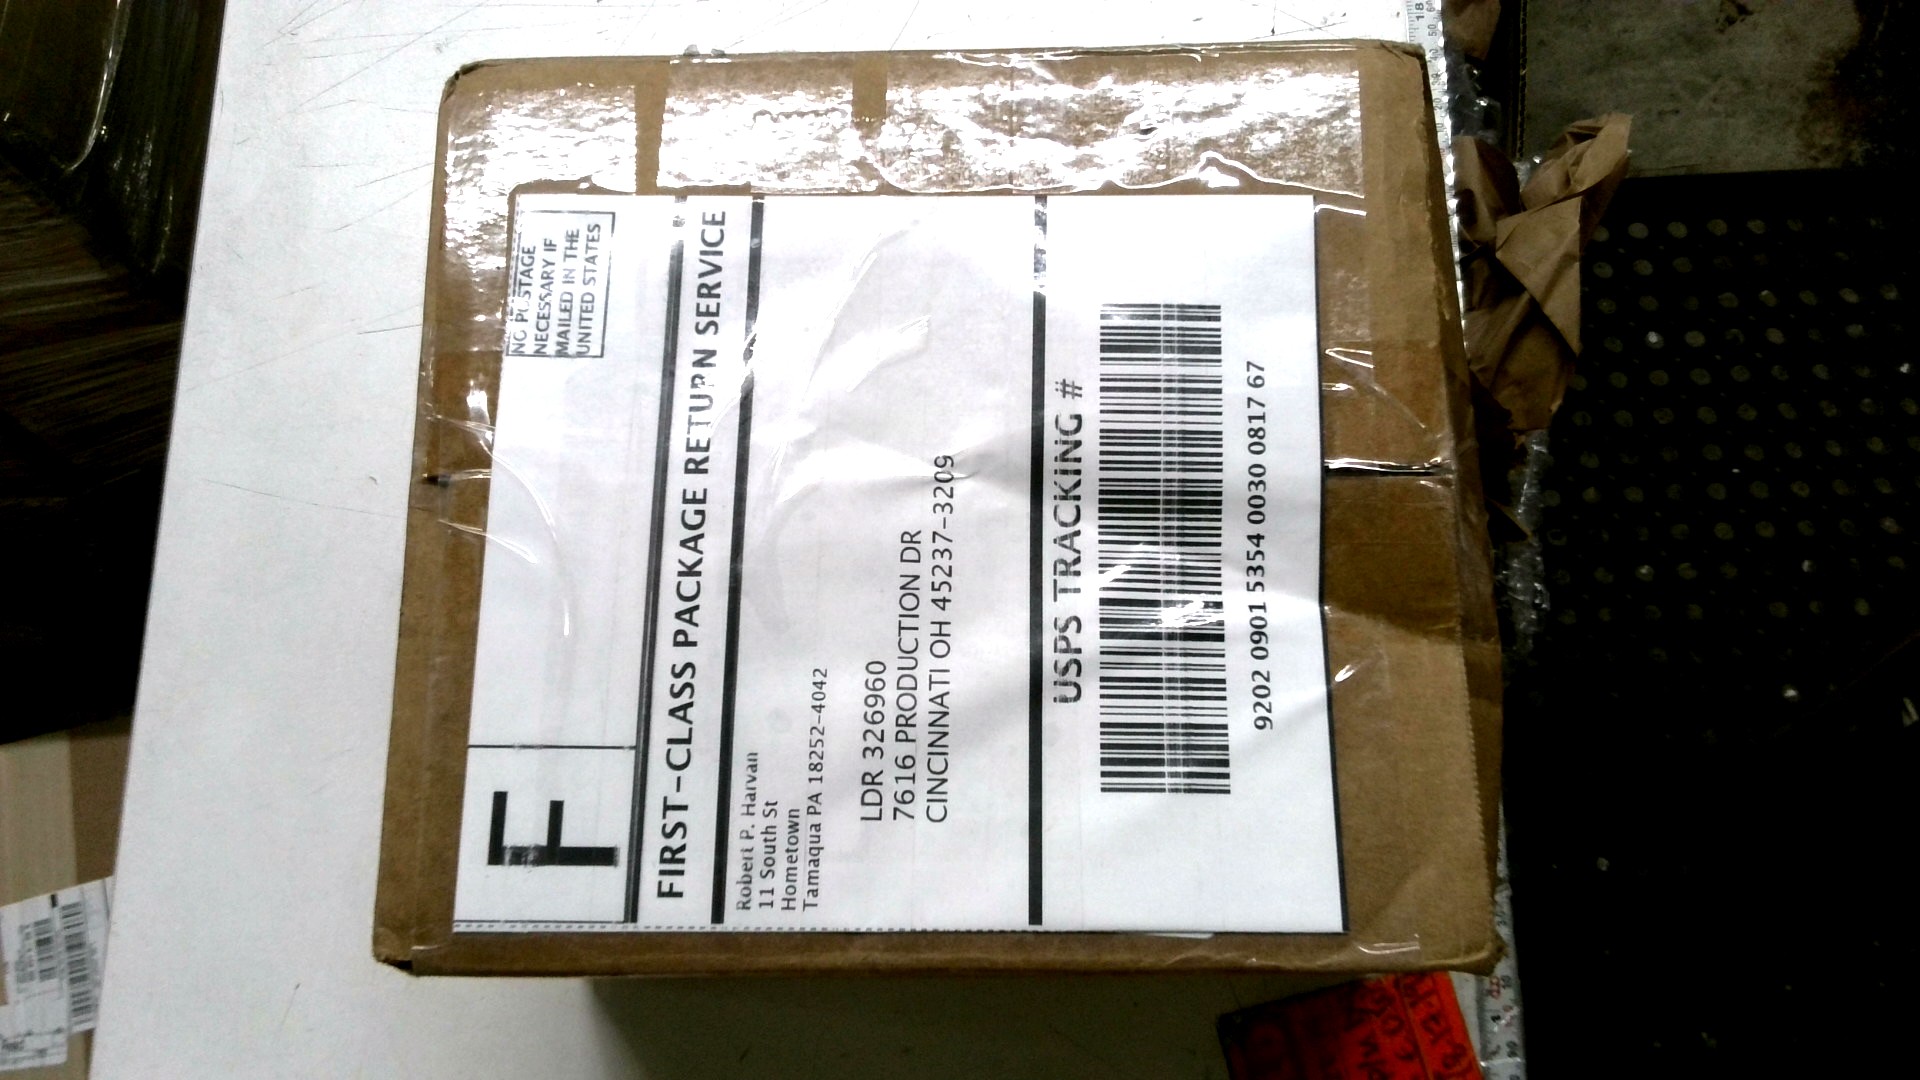 F
NO POSTAGE
NECESSARY IF
MAILED IN THE
UNITED STATES
FIRST-CLASS PACKAGE RETURN SERVICE
Robert P. Harvan
11 South St
Hometown
Tamaqua PA 18252-4042
LDR 326960
7616 PRODUCTION DR
CINCINNATI OH 45237-3209
USPS TRACKING #
9202 0901 5354 0030 0817 67